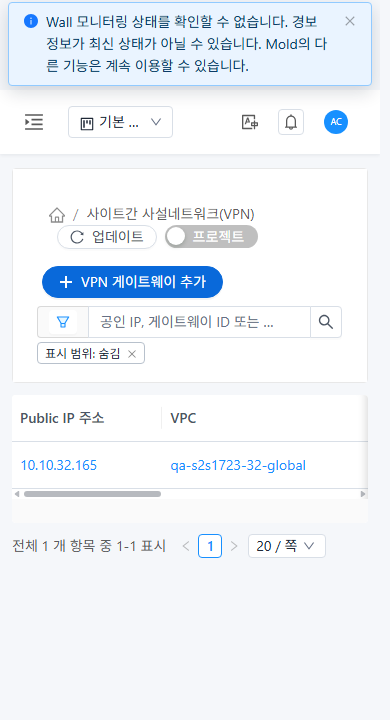 Wall 모니터링 상태를 확인할 수 없습니다. 경보
정보가 최신 상태가 아닐 수 있습니다. Mold의 다
른 기능은 계속 이용할 수 있습니다.
기본 ...
AC
/ 사이트간 사설네트워크(VPN)
업데이트 프로젝트
VPN 게이트웨이 추가
공인 IP, 게이트웨이 ID 또는 ...
표시 범위: 숨김
Public IP 주소 VPC
10.10.32.165 qa-s2s1723-32-global
전체 1 개 항목 중 1-1 표시 1 20 / 쪽